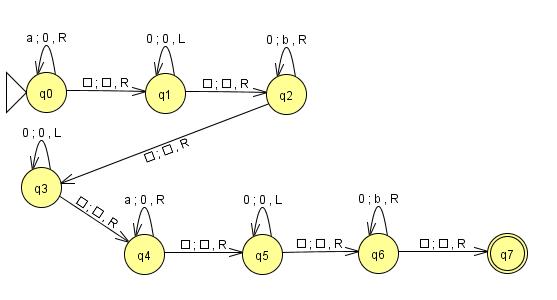 a ; 0 , R
0 ; 0 , L
0 ; b , R
q0
□ ; □ , R
q1
□ ; □ , R
q2
□ ; □ , R
0 ; 0 , L
q3
□ ; □ , R
a ; 0 , R
0 ; 0 , L
0 ; b , R
q4
□ ; □ , R
q5
□ ; □ , R
q6
□ ; □ , R
q7